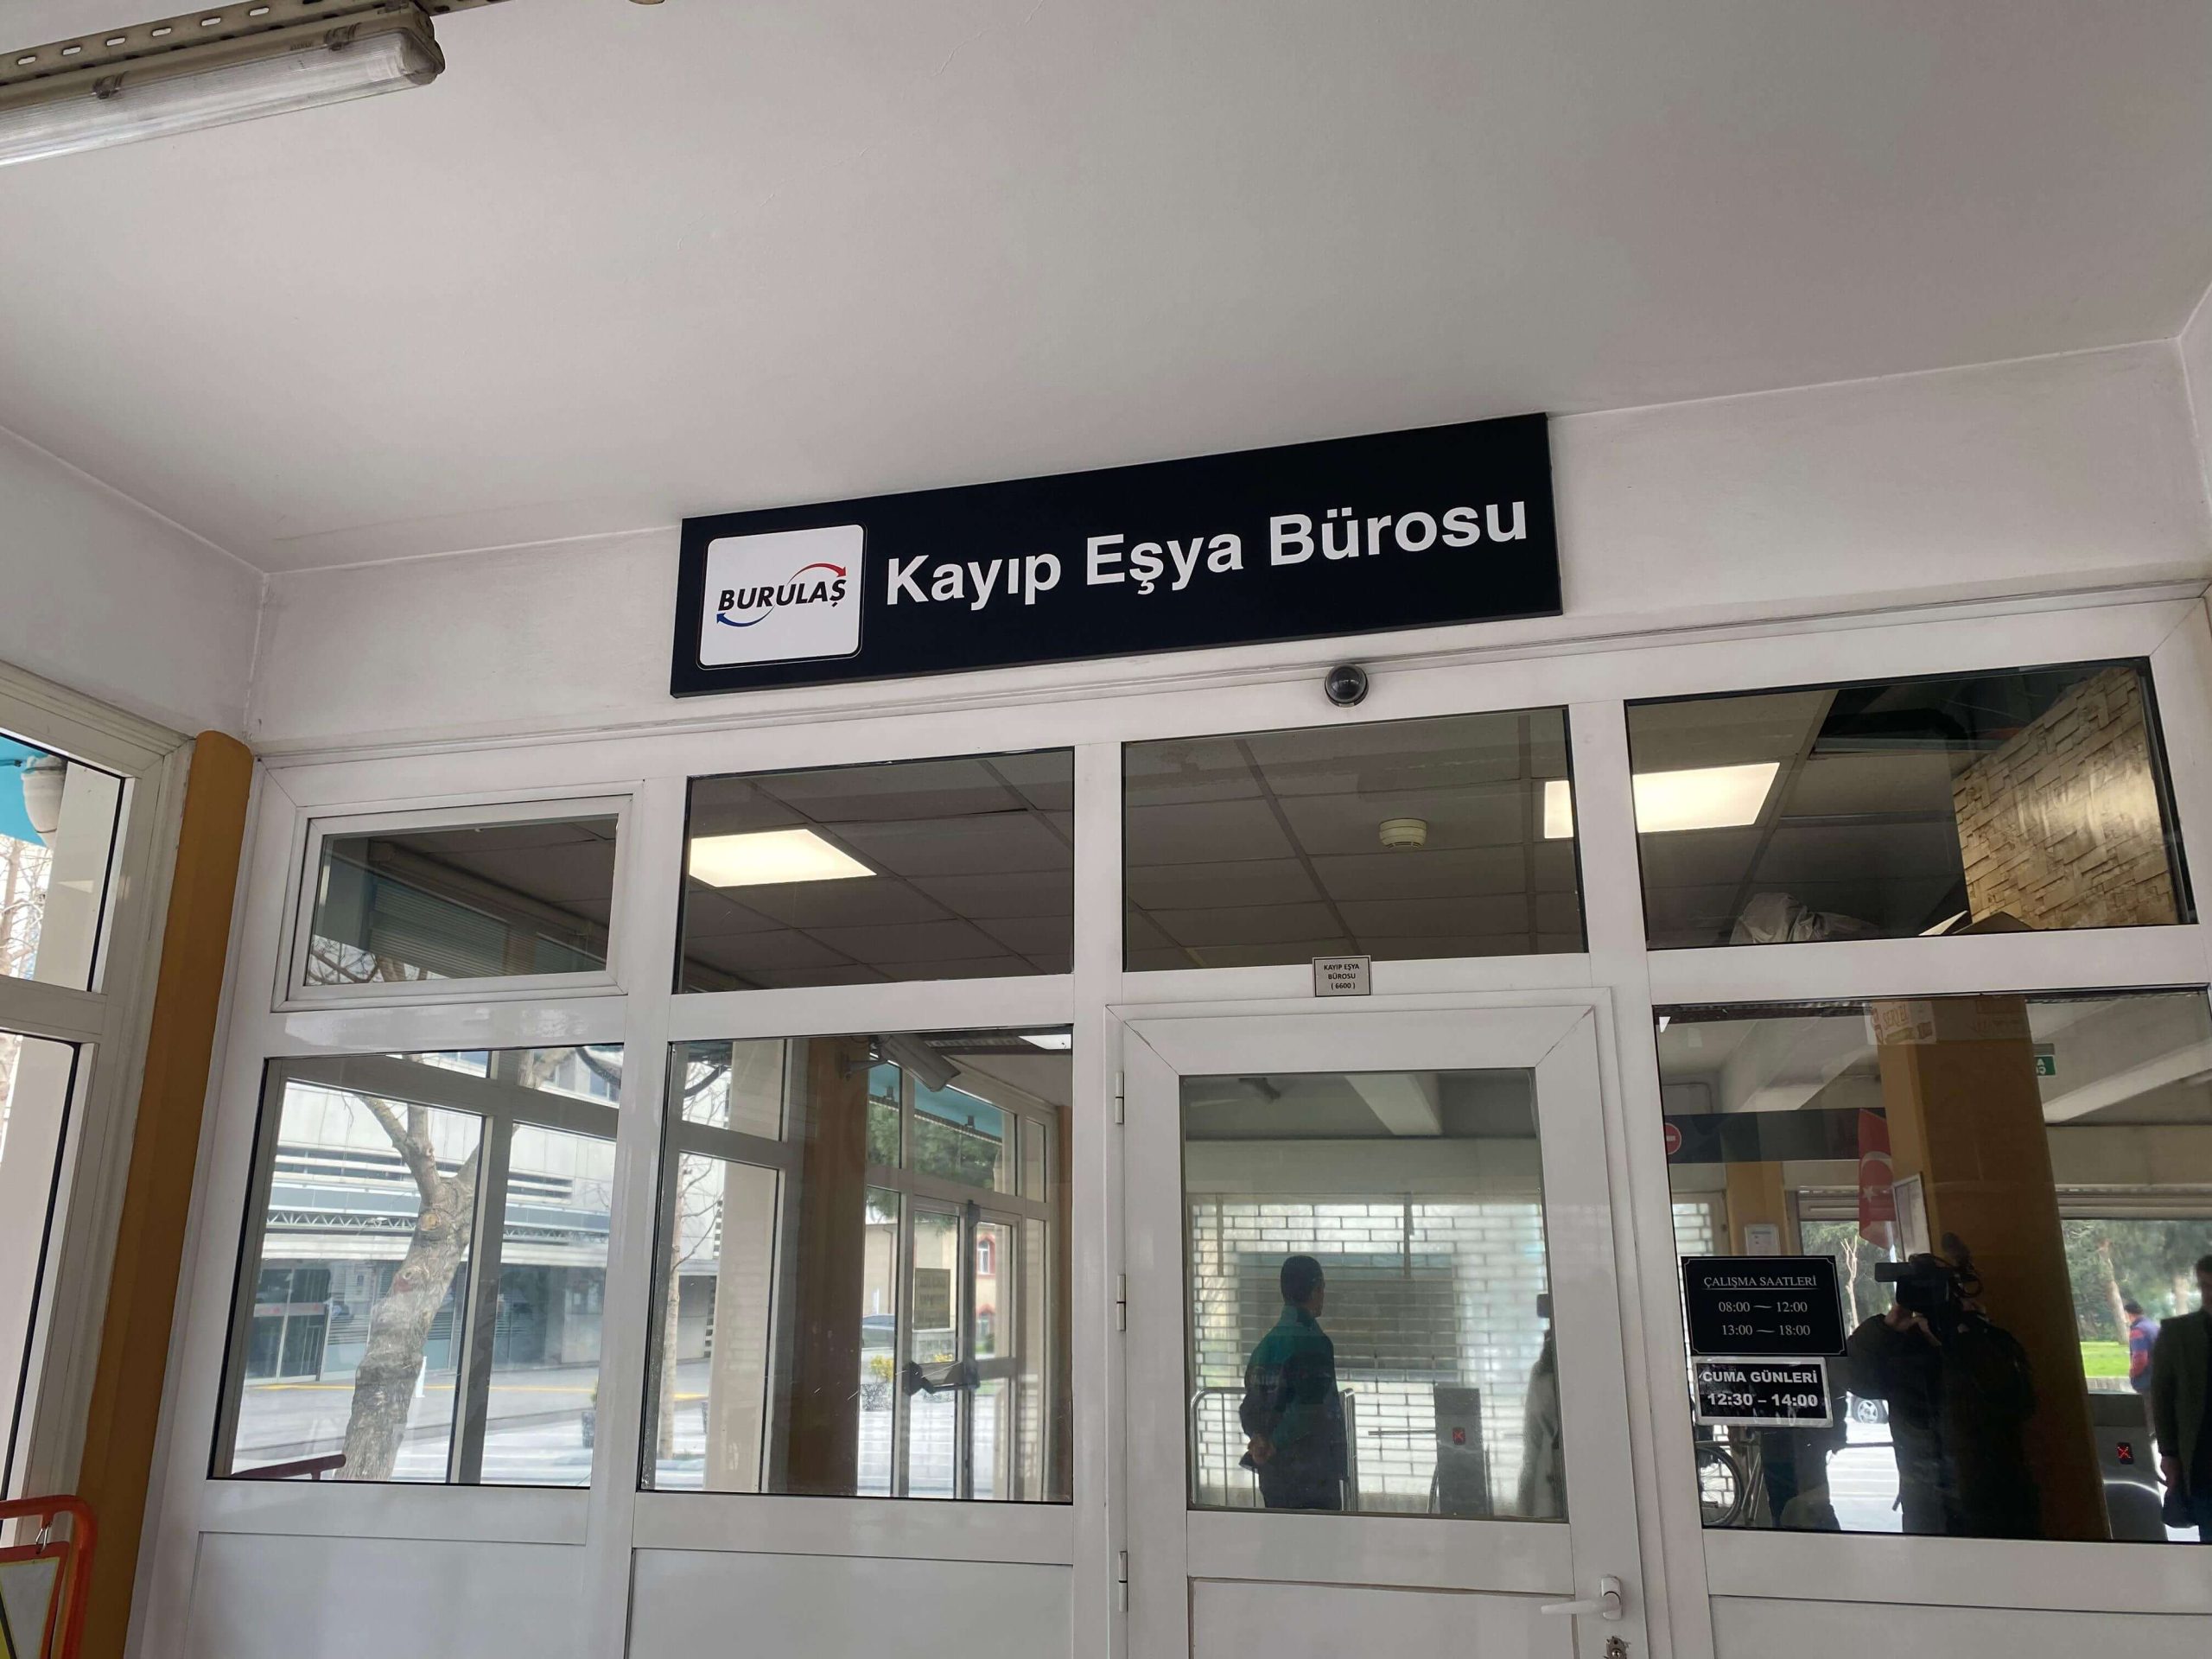 BURULAŞ
Kayıp Eşya Bürosu
KAYIP EŞYA
BÜROSU
( 6600 )
ÇALIŞMA SAATLERİ
08:00 — 12:00
13:00 — 18:00
CUMA GÜNLERİ
12:30 – 14:00